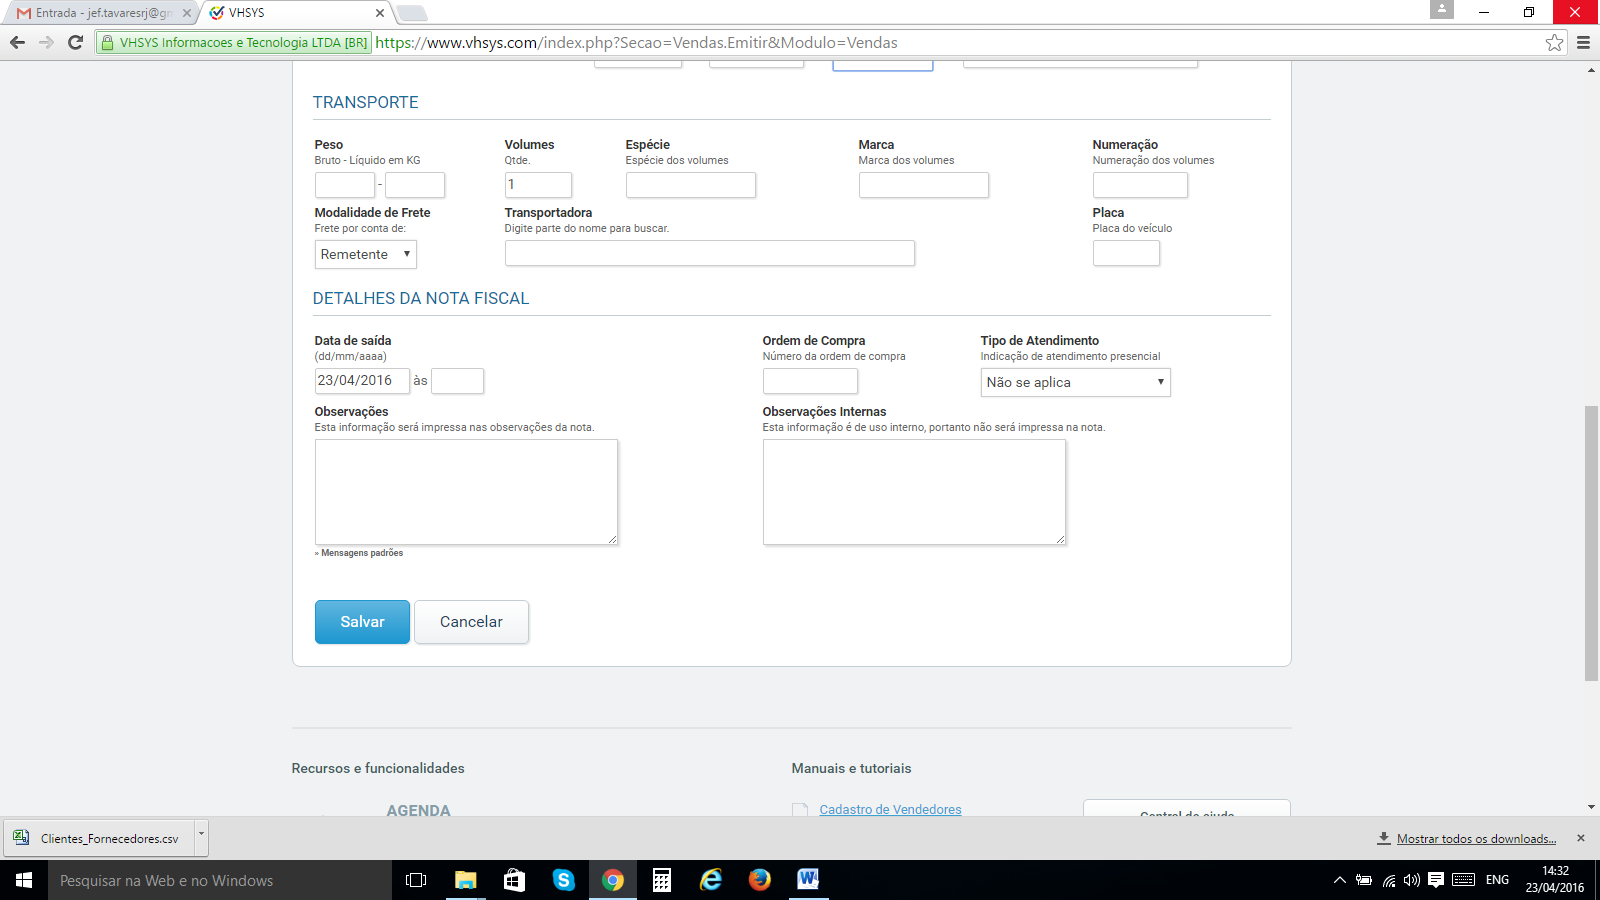 Entrada - jef.tavaresrj@gm
VHSYS
VHSYS Informacoes e Tecnologia LTDA [BR]
https://www.vhsys.com/index.php?Secao=Vendas.Emitir&Modulo=Vendas
TRANSPORTE
Peso
Bruto - Líquido em KG
-
Volumes
Qtde.
1
Espécie
Espécie dos volumes
Marca
Marca dos volumes
Numeração
Numeração dos volumes
Modalidade de Frete
Frete por conta de:
Remetente
Transportadora
Digite parte do nome para buscar.
Placa
Placa do veículo
DETALHES DA NOTA FISCAL
Data de saída
(dd/mm/aaaa)
23/04/2016 às
Ordem de Compra
Número da ordem de compra
Tipo de Atendimento
Indicação de atendimento presencial
Não se aplica
Observações
Esta informação será impressa nas observações da nota.
Observações Internas
Esta informação é de uso interno, portanto não será impressa na nota.
» Mensagens padrões
Salvar
Cancelar
Recursos e funcionalidades
AGENDA
Manuais e tutoriais
Cadastro de Vendedores
Central de ajuda
Clientes_Fornecedores.csv
Mostrar todos os downloads...
Pesquisar na Web e no Windows
ENG
14:32
23/04/2016